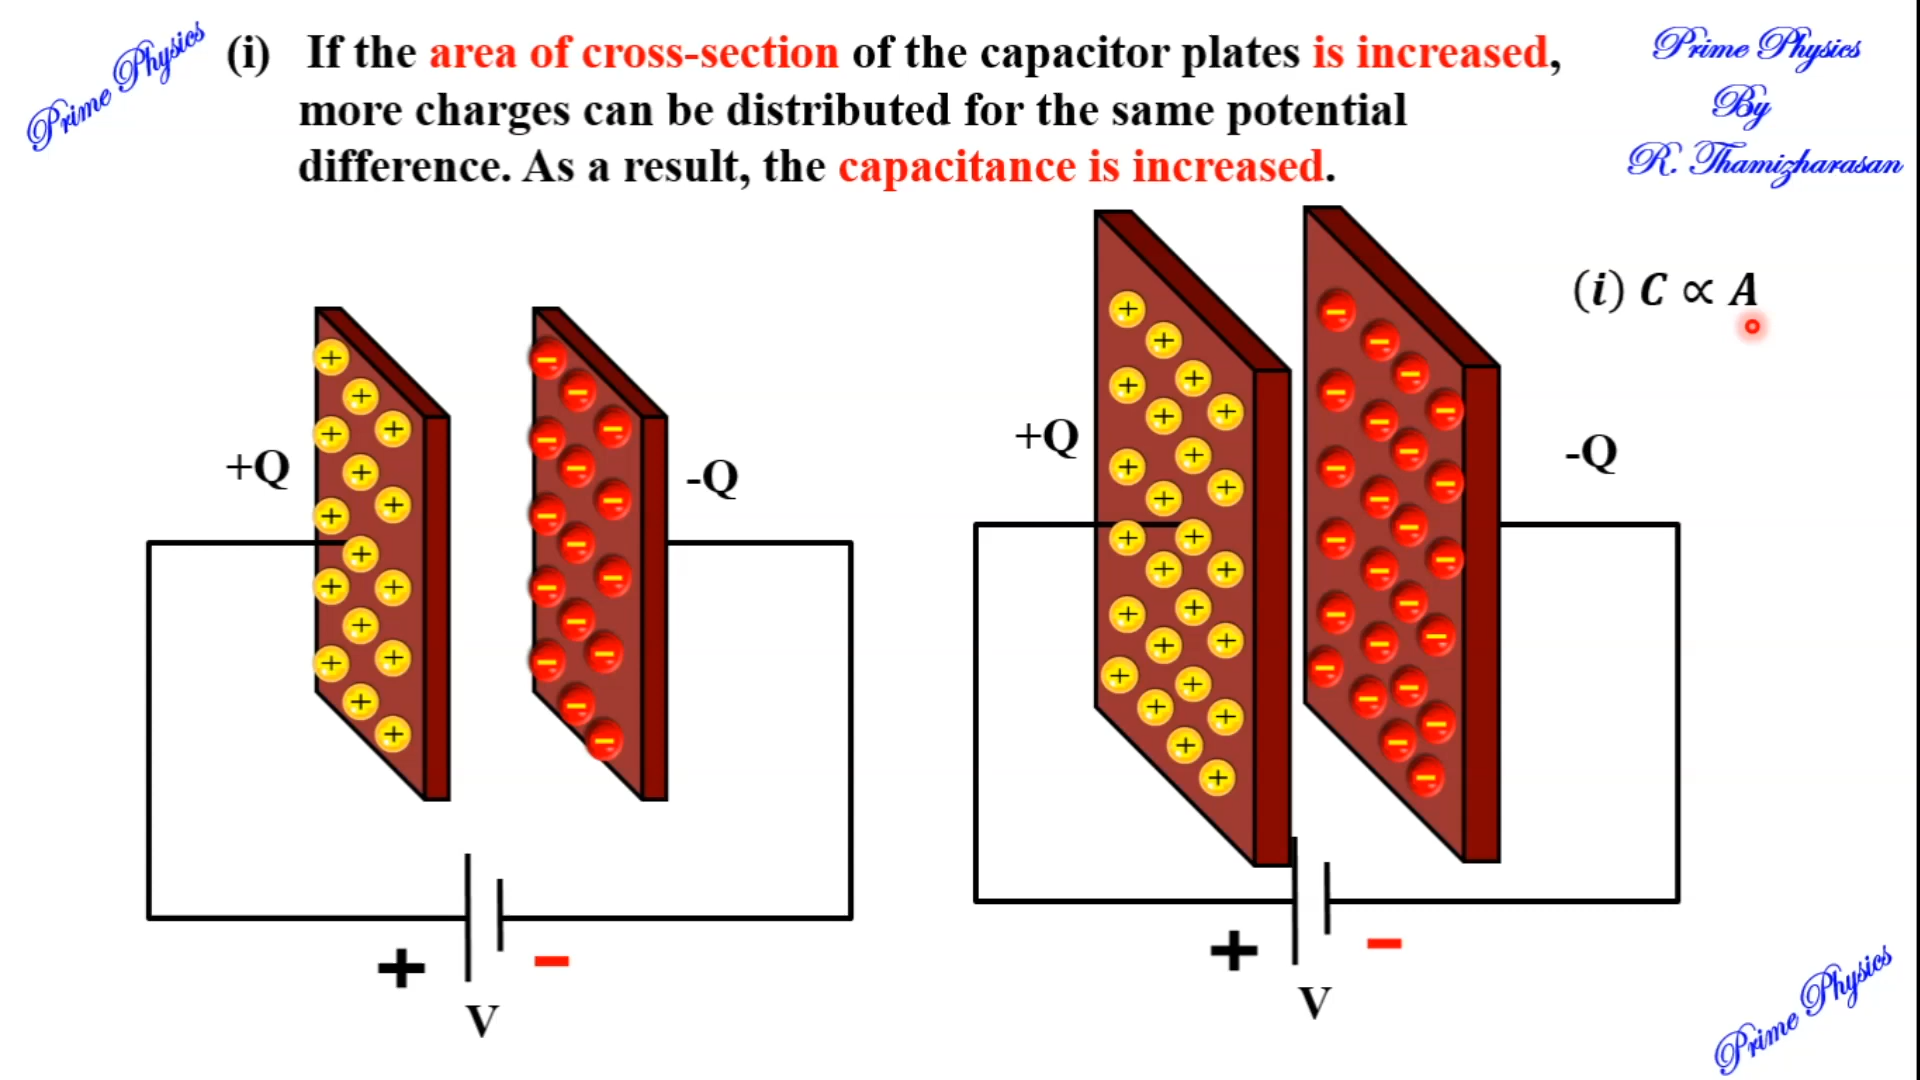 Prime Physics
(i) If the area of cross-section of the capacitor plates is increased,
more charges can be distributed for the same potential
difference. As a result, the capacitance is increased.
Prime Physics
By
R. Thamizharasan
(i) C ∝ A
+Q
-Q
+Q
-Q
+ -
V
+ -
V
Prime Physics